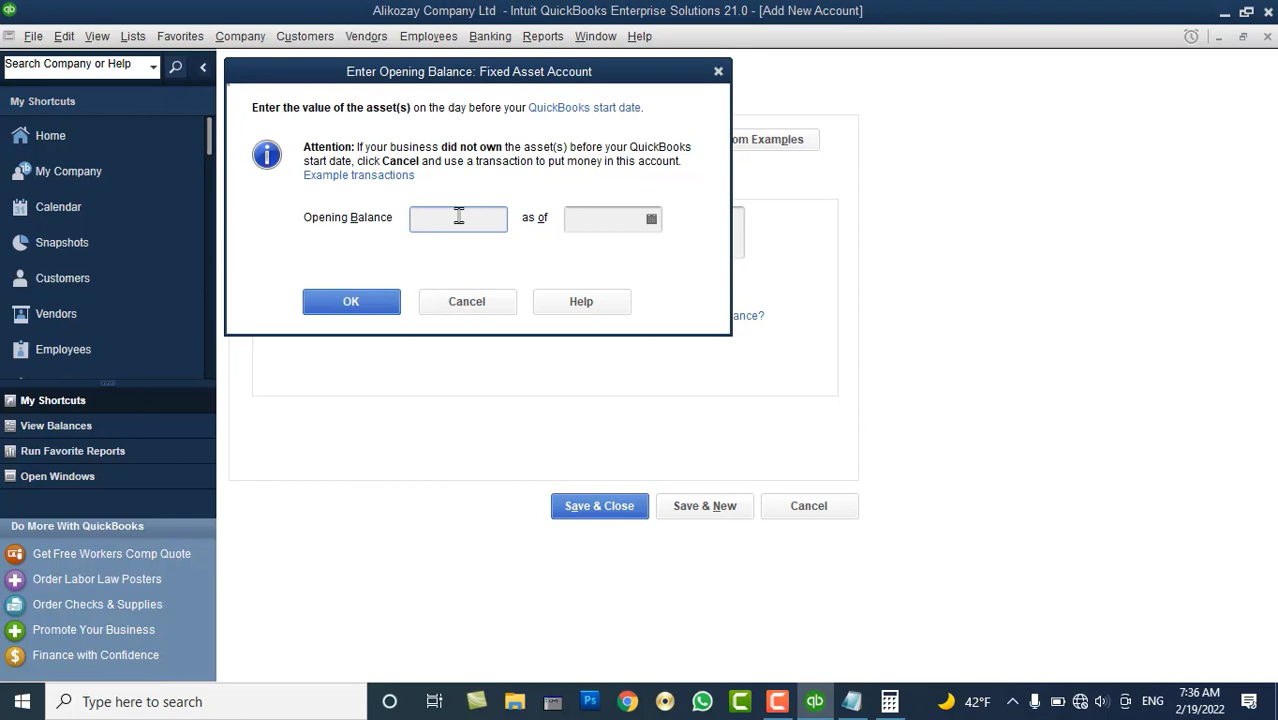 Alikozay Company Ltd - Intuit QuickBooks Enterprise Solutions 21.0 - [Add New Account]
File Edit View Lists Favorites Company Customers Vendors Employees Banking Reports Window Help
Search Company or Help
My Shortcuts
Home
My Company
Calendar
Snapshots
Customers
Vendors
Employees
My Shortcuts
View Balances
Run Favorite Reports
Open Windows
Do More With QuickBooks
Get Free Workers Comp Quote
Order Labor Law Posters
Order Checks & Supplies
Promote Your Business
Finance with Confidence
Enter Opening Balance: Fixed Asset Account
Enter the value of the asset(s) on the day before your QuickBooks start date.
Attention: If your business did not own the asset(s) before your QuickBooks
start date, click Cancel and use a transaction to put money in this account.
Example transactions
Opening Balance as of
OK Cancel Help
om Examples
ance?
Save & Close Save & New Cancel
Type here to search
Ps
42°F
ENG
7:36 AM
2/19/2022